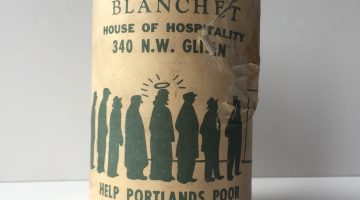 BLANCHET
HOUSE OF HOSPITALITY
340 N.W. GLISAN
HELP PORTLANDS POOR